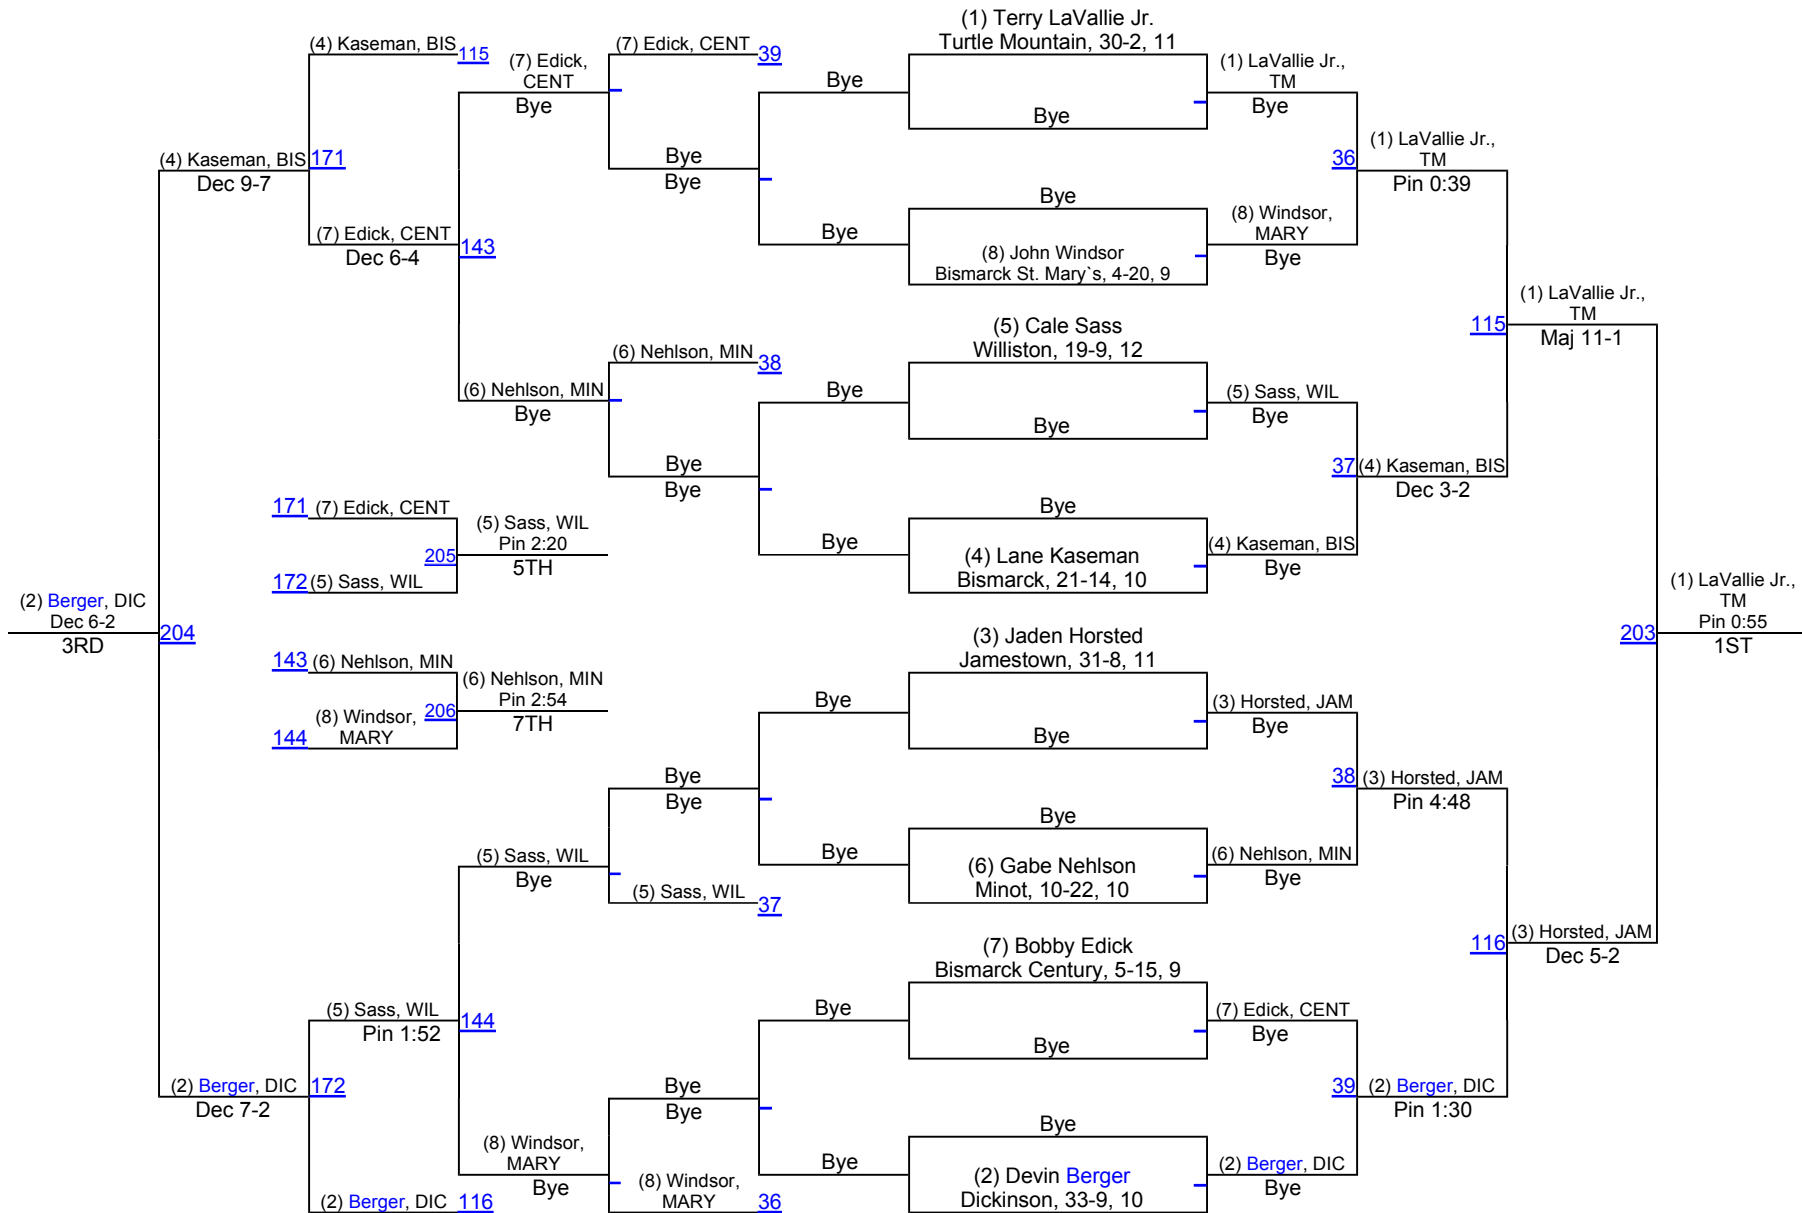 (1) Terry LaVallie Jr.
Turtle Mountain, 30-2, 11
(4) Kaseman, BIS
115
(7) Edick,
CENT
Bye
(7) Edick, CENT
39
Bye
Bye
(1) LaVallie Jr.,
TM
Bye
(4) Kaseman, BIS
Dec 9-7
171
Bye
Bye
36
(1) LaVallie Jr.,
TM
Pin 0:39
(7) Edick, CENT
Dec 6-4
143
Bye
Bye
(8) John Windsor
Bismarck St. Mary`s, 4-20, 9
(8) Windsor,
MARY
Bye
(1) LaVallie Jr.,
TM
Maj 11-1
115
(5) Cale Sass
Williston, 19-9, 12
(6) Nehlson, MIN
38
(6) Nehlson, MIN
Bye
Bye
Bye
(5) Sass, WIL
Bye
Bye
Bye
37
(4) Kaseman, BIS
Dec 3-2
171
(7) Edick, CENT
(5) Sass, WIL
Pin 2:20
5TH
205
172
(5) Sass, WIL
Bye
Bye
(4) Lane Kaseman
Bismarck, 21-14, 10
(4) Kaseman, BIS
Bye
(2) Berger, DIC
Dec 6-2
3RD
204
(1) LaVallie Jr.,
TM
Pin 0:55
1ST
203
(3) Jaden Horsted
Jamestown, 31-8, 11
143
(6) Nehlson, MIN
(6) Nehlson, MIN
Pin 2:54
7TH
206
(8) Windsor,
MARY
144
Bye
Bye
(3) Horsted, JAM
Bye
Bye
Bye
38
(3) Horsted, JAM
Pin 4:48
(5) Sass, WIL
Bye
Bye
Bye
(6) Gabe Nehlson
Minot, 10-22, 10
(6) Nehlson, MIN
Bye
(5) Sass, WIL
37
116
(3) Horsted, JAM
Dec 5-2
(7) Bobby Edick
Bismarck Century, 5-15, 9
(5) Sass, WIL
Pin 1:52
144
Bye
Bye
(7) Edick, CENT
Bye
(2) Berger, DIC
Dec 7-2
172
Bye
Bye
39
(2) Berger, DIC
Pin 1:30
(8) Windsor,
MARY
Bye
(8) Windsor,
MARY
36
Bye
Bye
(2) Devin Berger
Dickinson, 33-9, 10
(2) Berger, DIC
Bye
(2) Berger, DIC
116